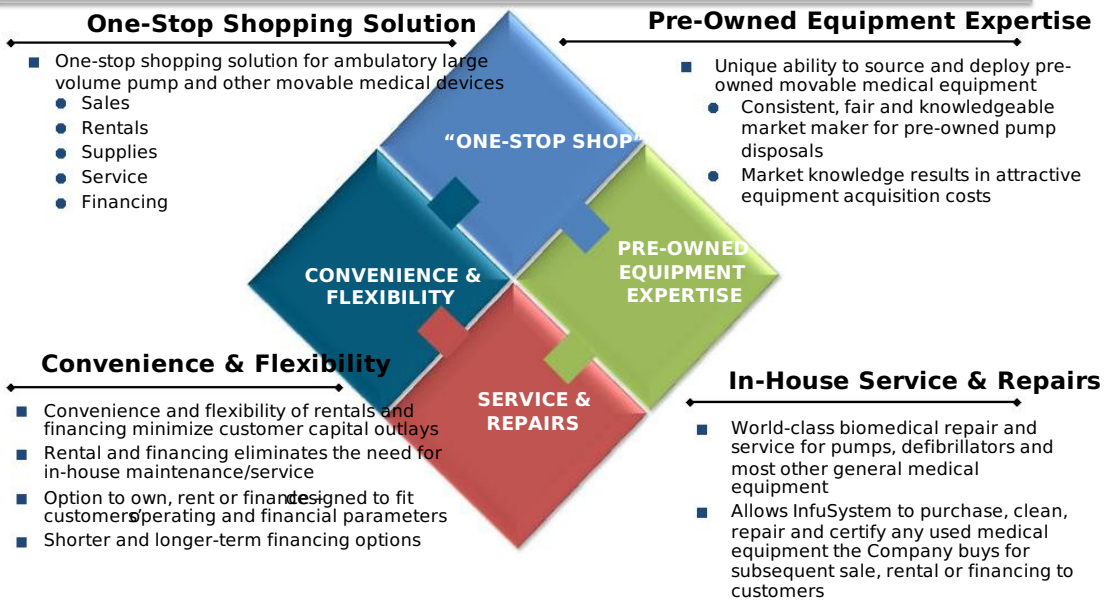 One-Stop Shopping Solution
One-stop shopping solution for ambulatory large
volume pump and other movable medical devices
Sales
Rentals
Supplies
Service
Financing
Pre-Owned Equipment Expertise
Unique ability to source and deploy pre-
owned movable medical equipment
Consistent, fair and knowledgeable
market maker for pre-owned pump
disposals
Market knowledge results in attractive
equipment acquisition costs
“ONE-STOP SHOP”
CONVENIENCE &
FLEXIBILITY
PRE-OWNED
EQUIPMENT
EXPERTISE
SERVICE &
REPAIRS
Convenience & Flexibility
Convenience and flexibility of rentals and
financing minimize customer capital outlays
Rental and financing eliminates the need for
in-house maintenance/service
Option to own, rent or finance – designed to fit
customers’ operating and financial parameters
Shorter and longer-term financing options
In-House Service & Repairs
World-class biomedical repair and
service for pumps, defibrillators and
most other general medical
equipment
Allows InfuSystem to purchase, clean,
repair and certify any used medical
equipment the Company buys for
subsequent sale, rental or financing to
customers